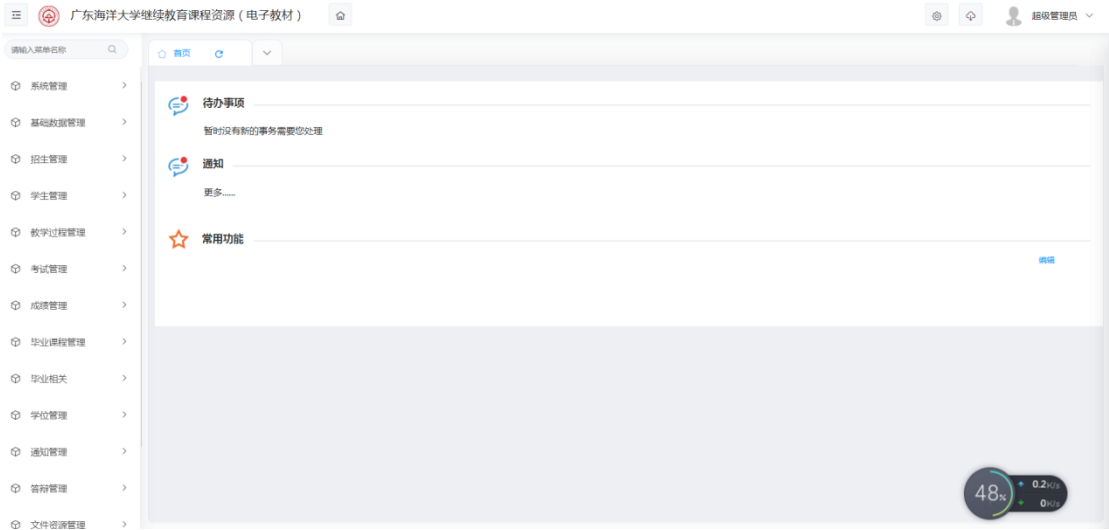 广东海洋大学继续教育课程资源（电子教材）
超级管理员
请输入菜单名称
首页
系统管理
基础数据管理
招生管理
学生管理
教学过程管理
考试管理
成绩管理
毕业课程管理
毕业相关
学位管理
通知管理
答辩管理
文件资源管理
待办事项
暂时没有新的事务需要您处理
通知
更多......
常用功能
编辑
48%
0.2K/s
0K/s